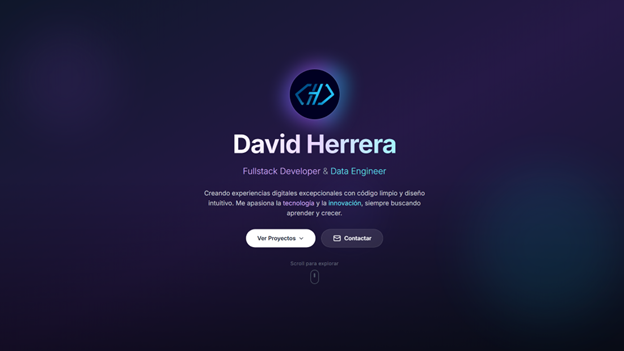 David Herrera
Fullstack Developer & Data Engineer
Creando experiencias digitales excepcionales con código limpio y diseño
intuitivo. Me apasiona la tecnología y la innovación, siempre buscando
aprender y crecer.
Ver Proyectos
Contactar
Scroll para explorar